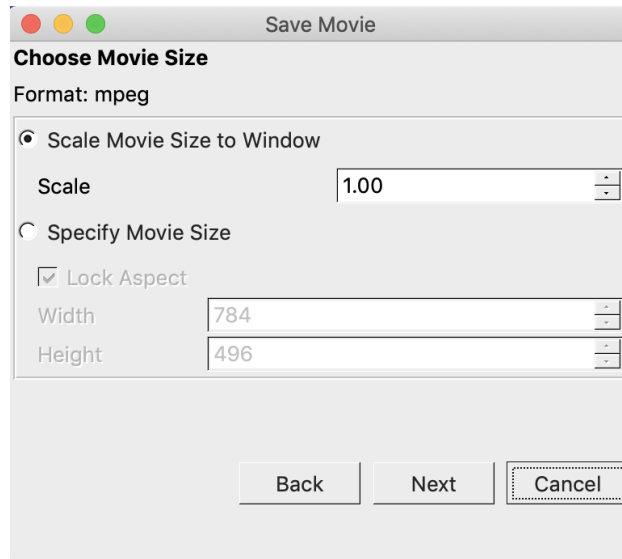 Save Movie
Choose Movie Size
Format: mpeg
Scale Movie Size to Window
Scale 1.00
Specify Movie Size
Lock Aspect
Width 784
Height 496
Back Next Cancel